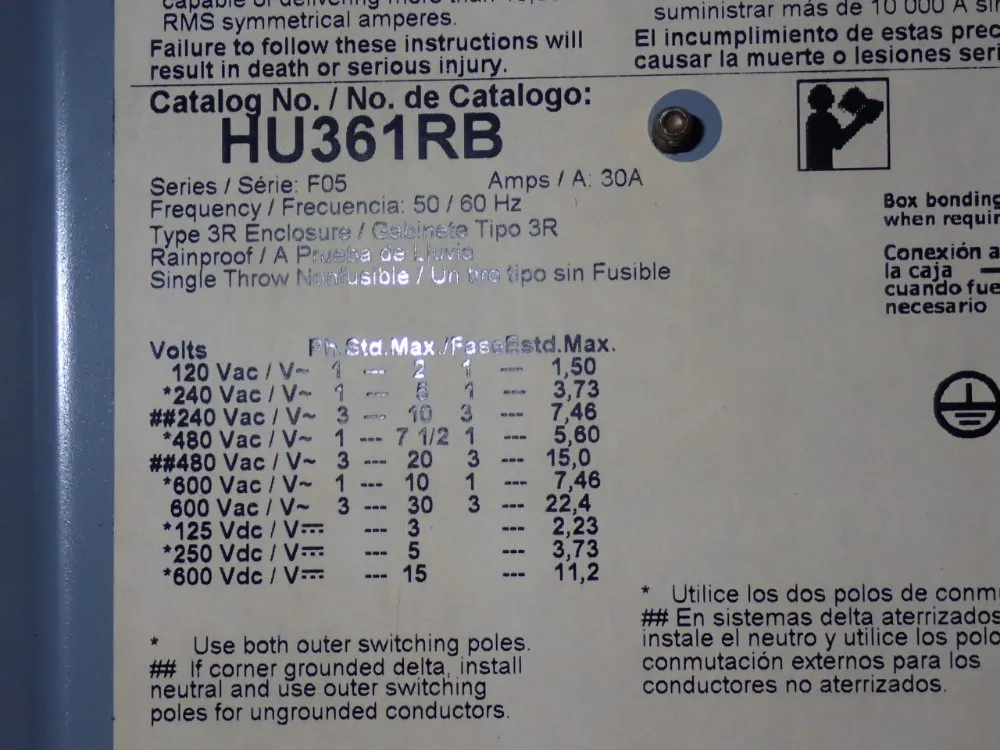 RMS symmetrical amperes.
Failure to follow these instructions will
result in death or serious injury.
suministrar más de 10 000 A
El incumplimiento de estas
causar la muerte o lesiones
Catalog No. / No. de Catalogo:
HU361RB
Series / Série: F05 Amps / A: 30A
Frequency / Frecuencia: 50 / 60 Hz
Type 3R Enclosure / Gabinete Tipo 3R
Rainproof / A Prueba de Lluvia
Single Throw Nonfusible / Un tiro tipo sin Fusible
Box bonding
when
Conexión a
la caja
cuando
necesario
Volts Ph.Std.Max./FaseEstd.Max.
120 Vac / V~ 1 --- 2 1 --- 1,50
*240 Vac / V~ 1 --- 1 --- 3,73
##240 Vac / V~ 3 --- 10 3 --- 7,46
*480 Vac / V~ 1 --- 7 1/2 1 --- 5,60
##480 Vac / V~ 3 --- 20 3 --- 15,0
*600 Vac / V~ 1 --- 10 1 --- 7,46
600 Vac / V~ 3 --- 30 3 --- 22,4
*125 Vdc / V⎓ --- 3 --- 2,23
*250 Vdc / V⎓ --- 5 --- 3,73
*600 Vdc / V⎓ --- 15 --- 11,2
* Use both outer switching poles.
## If corner grounded delta, install
neutral and use outer switching
poles for ungrounded conductors.
* Utilice los dos polos de
## En sistemas delta aterrizados
instale el neutro y utilice los
conmutación externos para los
conductores no aterrizados.